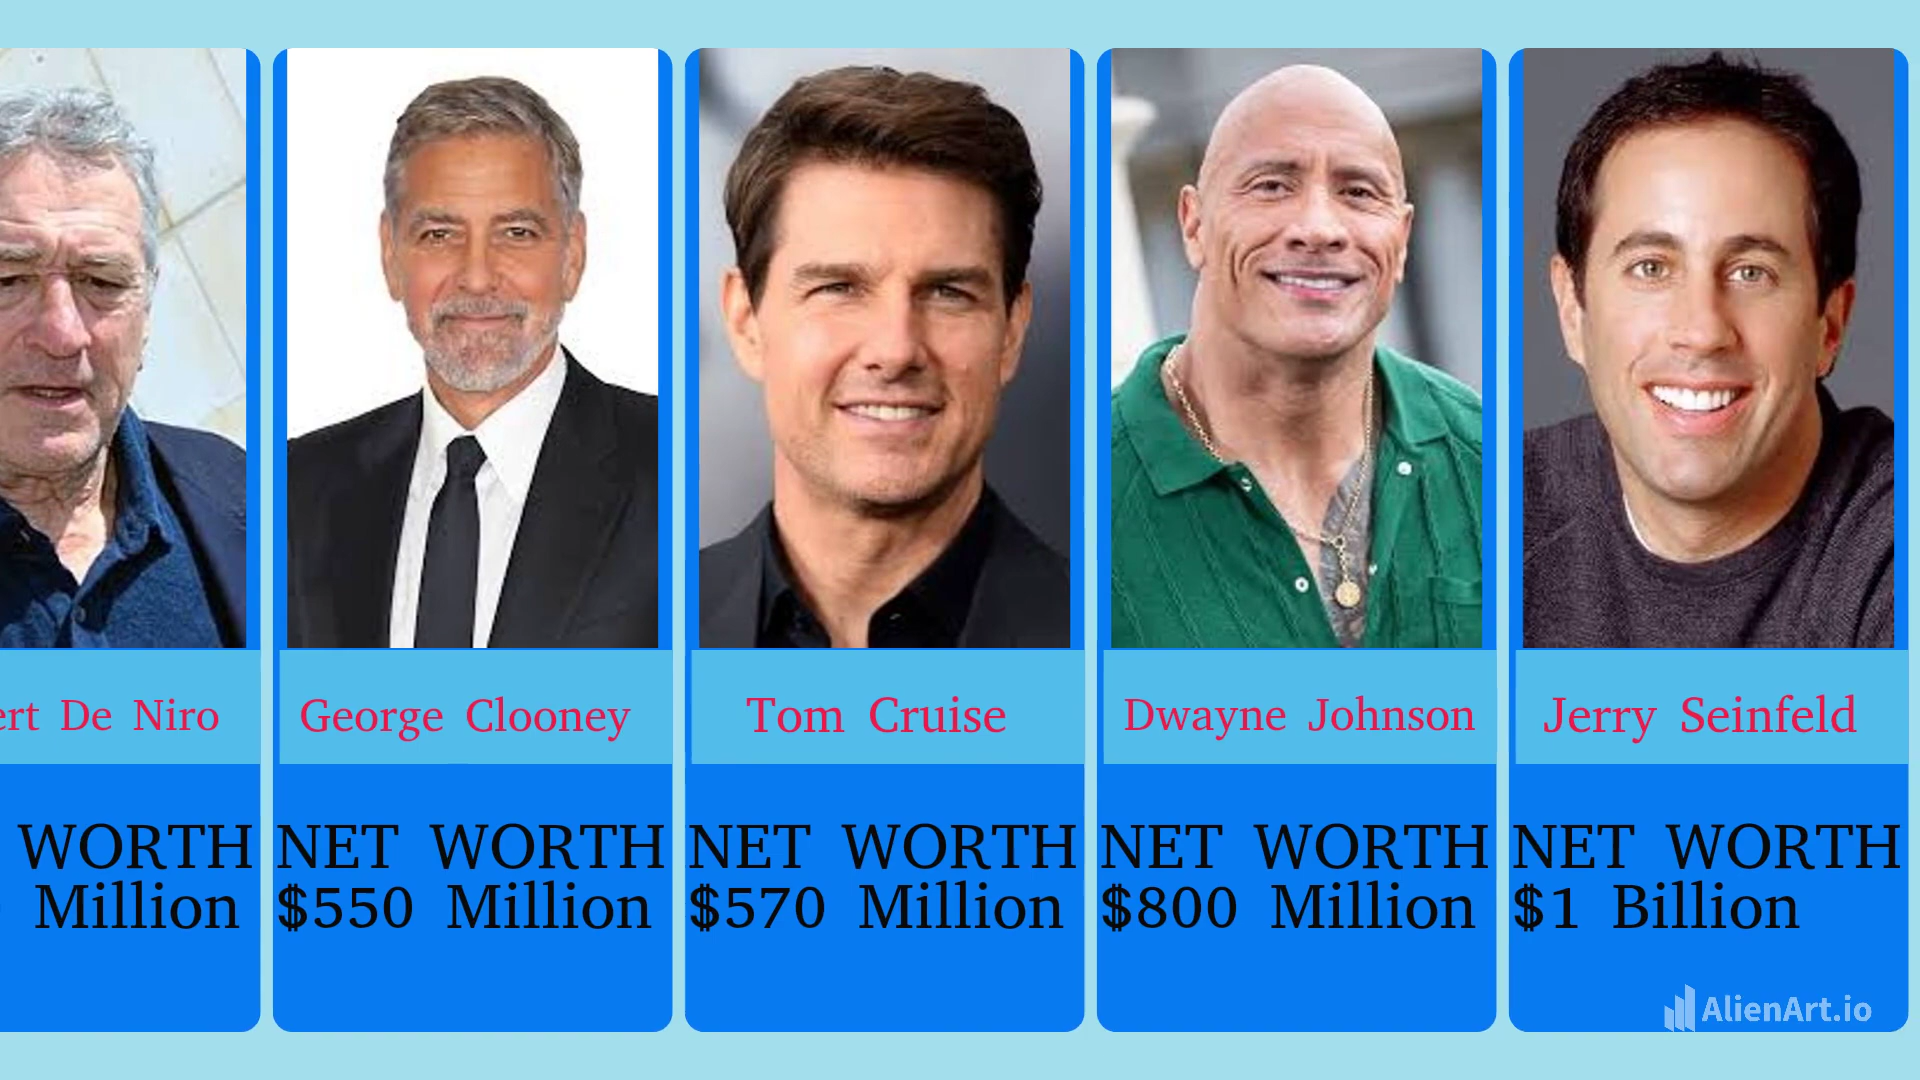 ert De Niro
George Clooney
Tom Cruise
Dwayne Johnson
Jerry Seinfeld
WORTH
Million
NET WORTH
$550 Million
NET WORTH
$570 Million
NET WORTH
$800 Million
NET WORTH
$1 Billion
AlienArt.io